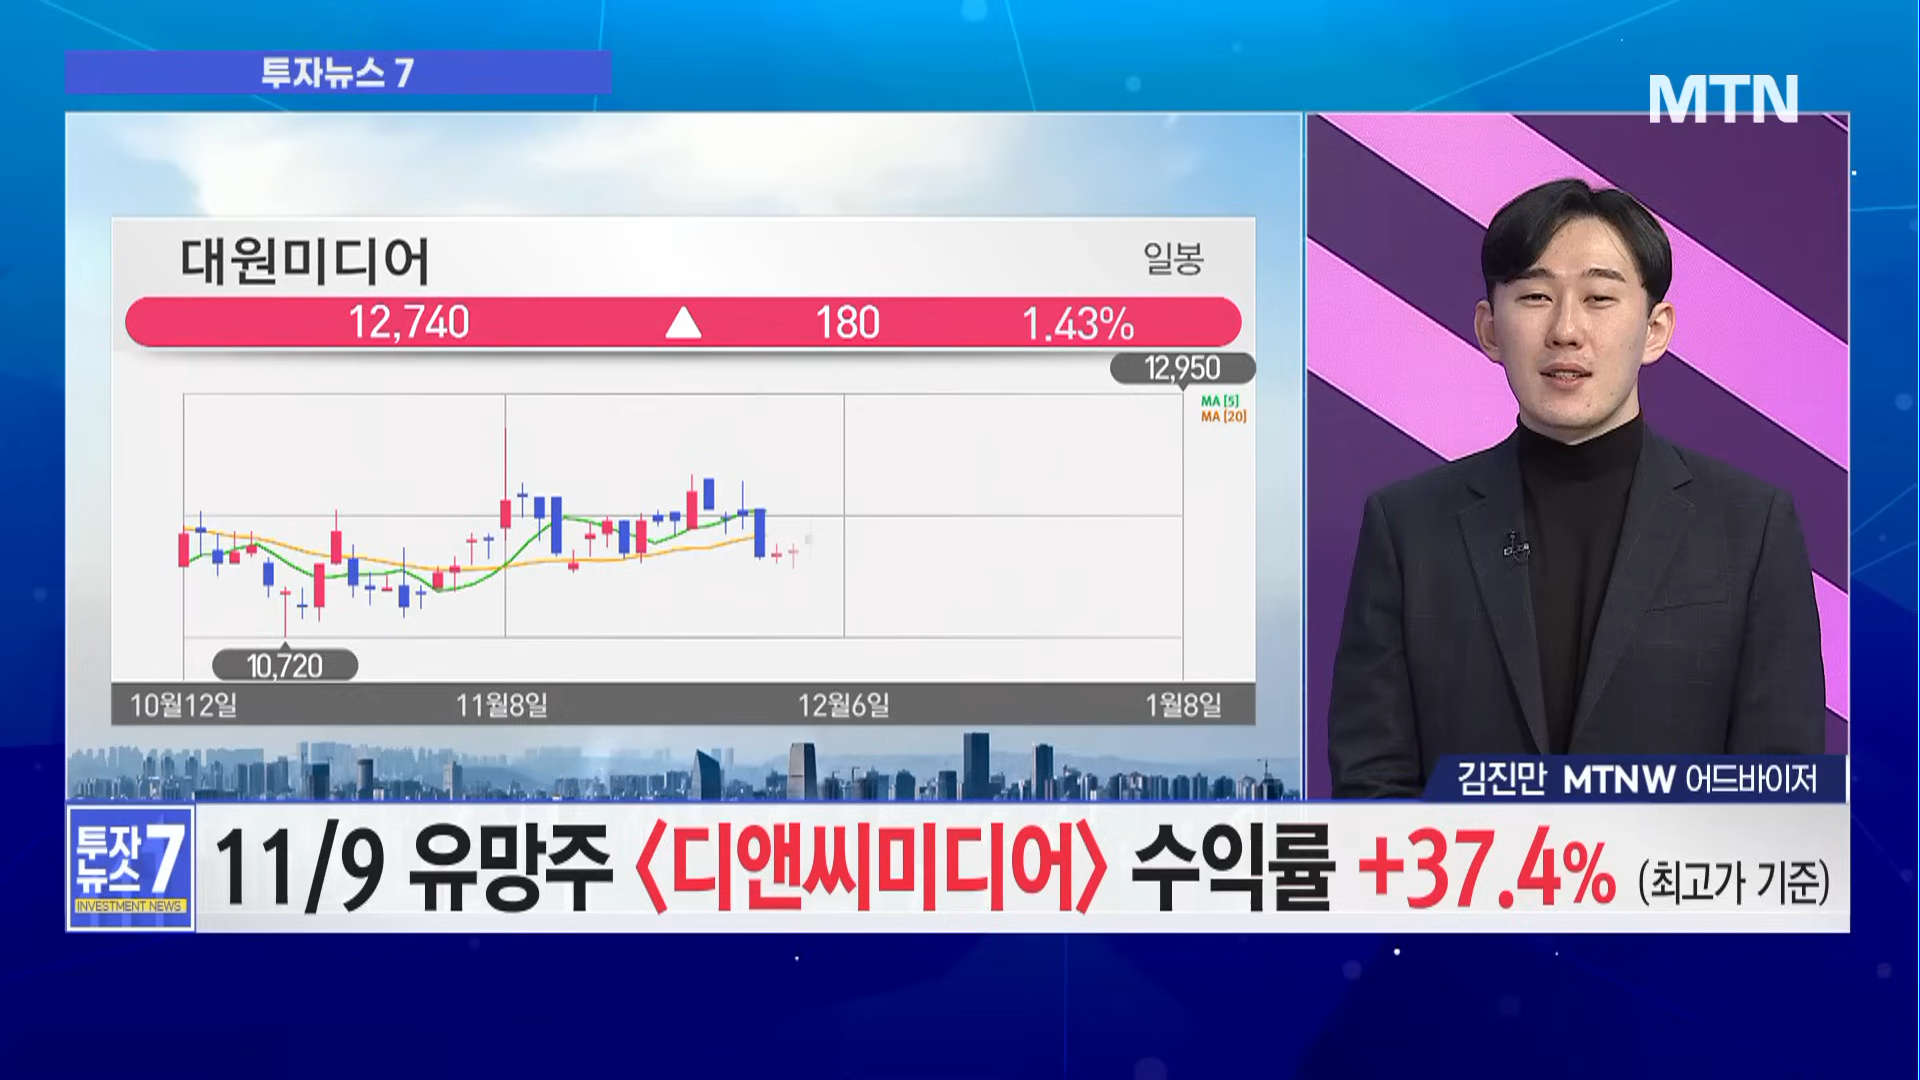 투자뉴스 7
MTN
대원미디어
일봉
12,740 ▲ 180 1.43%
12,950
MA [5]
MA [20]
10,720
10월12일 11월8일 12월6일 1월8일
김진만 MTNW 어드바이저
투자
뉴스 7
INVESTMENT NEWS
11/9 유망주 <디앤씨미디어> 수익률 +37.4% (최고가 기준)